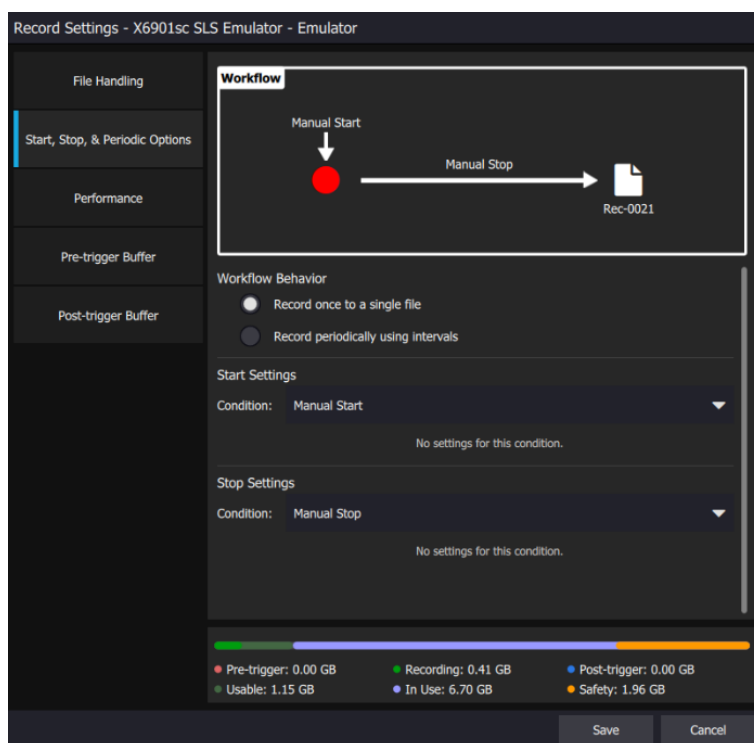 Record Settings - X6901sc SLS Emulator - Emulator
File Handling
Start, Stop, & Periodic Options
Performance
Pre-trigger Buffer
Post-trigger Buffer
Workflow
Manual Start
Manual Stop
Rec-0021
Workflow Behavior
Record once to a single file
Record periodically using intervals
Start Settings
Condition: Manual Start
No settings for this condition.
Stop Settings
Condition: Manual Stop
No settings for this condition.
Pre-trigger: 0.00 GB Recording: 0.41 GB Post-trigger: 0.00 GB
Usable: 1.15 GB In Use: 6.70 GB Safety: 1.96 GB
Save Cancel